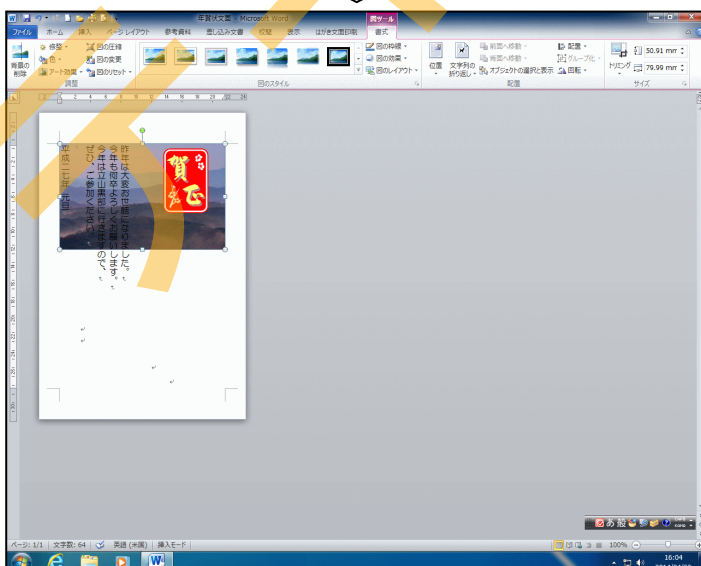 年賀状文案 - Microsoft Word
図ツール
ファイル ホーム 挿入 ページ レイアウト 参考資料 差し込み文書 校閲 表示 はがき文面印刷 書式
背景の削除
修整
色
アート効果
図の圧縮
図の変更
図のリセット
調整
図のスタイル
図の枠線
図の効果
図のレイアウト
位置
文字列の折り返し
前面へ移動
背面へ移動
オブジェクトの選択と表示
配置
グループ化
回転
配置
トリミング
50.91 mm
79.99 mm
サイズ
賀正
昨年は大変お世話になりました。
今年も何卒よろしくお願いします。
今年は立山黒部に行きますので、
ぜひ、ご参加ください。
平成二七年 元旦
あ 般
ページ: 1/1 文字数: 64 英語 (米国) 挿入モード 100%
16:04